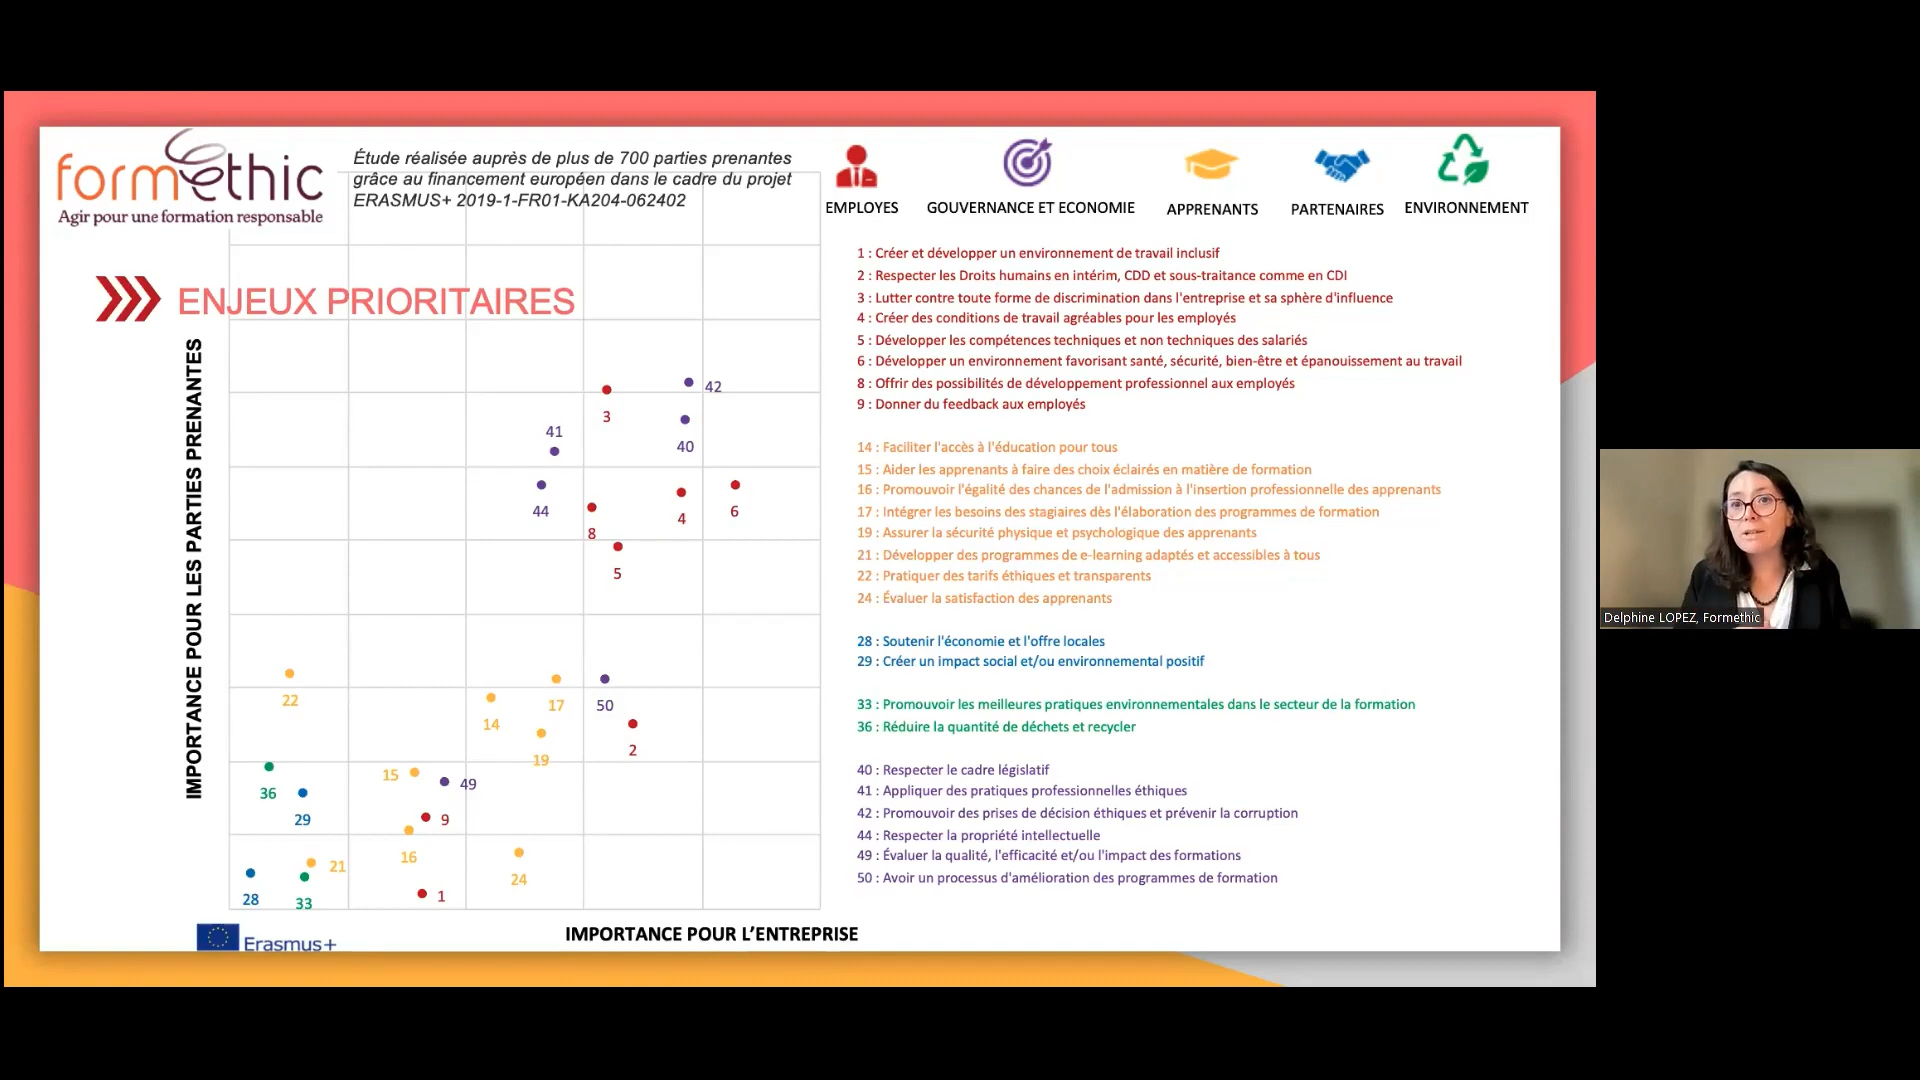 formethic
Agir pour une formation responsable
Étude réalisée auprès de plus de 700 parties prenantes
grâce au financement européen dans le cadre du projet
ERASMUS+ 2019-1-FR01-KA204-062402
EMPLOYES
GOUVERNANCE ET ECONOMIE
APPRENANTS
PARTENAIRES
ENVIRONNEMENT
ENJEUX PRIORITAIRES
IMPORTANCE POUR LES PARTIES PRENANTES
42
3
41
40
44
8
4
6
5
22
14
17
50
19
2
15
49
36
29
9
16
21
24
28
33
1
IMPORTANCE POUR L’ENTREPRISE
Erasmus+
1 : Créer et développer un environnement de travail inclusif
2 : Respecter les Droits humains en intérim, CDD et sous-traitance comme en CDI
3 : Lutter contre toute forme de discrimination dans l'entreprise et sa sphère d'influence
4 : Créer des conditions de travail agréables pour les employés
5 : Développer les compétences techniques et non techniques des salariés
6 : Développer un environnement favorisant santé, sécurité, bien-être et épanouissement au travail
8 : Offrir des possibilités de développement professionnel aux employés
9 : Donner du feedback aux employés
14 : Faciliter l'accès à l'éducation pour tous
15 : Aider les apprenants à faire des choix éclairés en matière de formation
16 : Promouvoir l'égalité des chances de l'admission à l'insertion professionnelle des apprenants
17 : Intégrer les besoins des stagiaires dès l'élaboration des programmes de formation
19 : Assurer la sécurité physique et psychologique des apprenants
21 : Développer des programmes de e-learning adaptés et accessibles à tous
22 : Pratiquer des tarifs éthiques et transparents
24 : Évaluer la satisfaction des apprenants
28 : Soutenir l'économie et l'offre locales
29 : Créer un impact social et/ou environnemental positif
33 : Promouvoir les meilleures pratiques environnementales dans le secteur de la formation
36 : Réduire la quantité de déchets et recycler
40 : Respecter le cadre législatif
41 : Appliquer des pratiques professionnelles éthiques
42 : Promouvoir des prises de décision éthiques et prévenir la corruption
44 : Respecter la propriété intellectuelle
49 : Évaluer la qualité, l'efficacité et/ou l'impact des formations
50 : Avoir un processus d'amélioration des programmes de formation
Delphine LOPEZ, Formethic